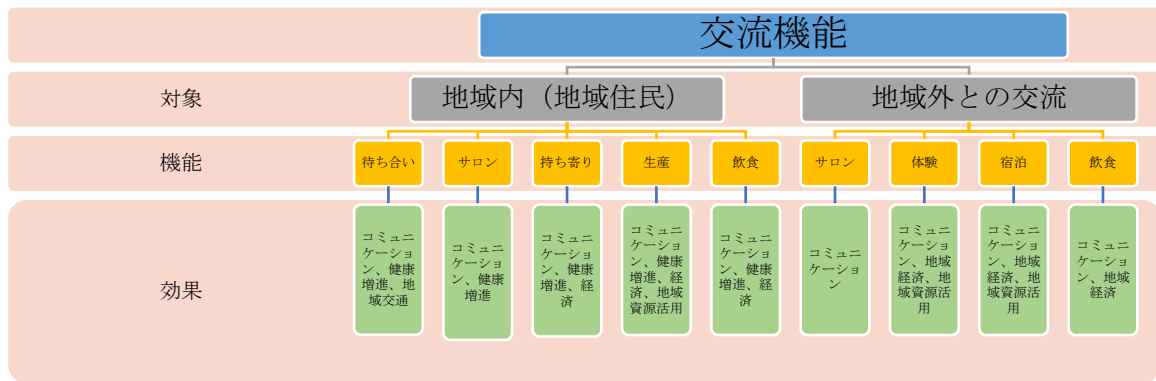 交流機能
対象
地域内（地域住民）
地域外との交流
機能
待ち合い
サロン
持ち寄り
生産
飲食
サロン
体験
宿泊
飲食
効果
コミュニ
ケーショ
ン、健康
増進、地
域交通
コミュニ
ケーショ
ン、健康
増進
コミュニ
ケーショ
ン、健康
増進、経
済
コミュニ
ケーショ
ン、健康
増進、経
済、地域
資源活用
コミュニ
ケーショ
ン、健康
増進、経
済
コミュニ
ケーショ
ン
コミュニ
ケーショ
ン、地域
経済、地
域資源活
用
コミュニ
ケーショ
ン、地域
経済、地
域資源活
用
コミュニ
ケーショ
ン、地域
経済